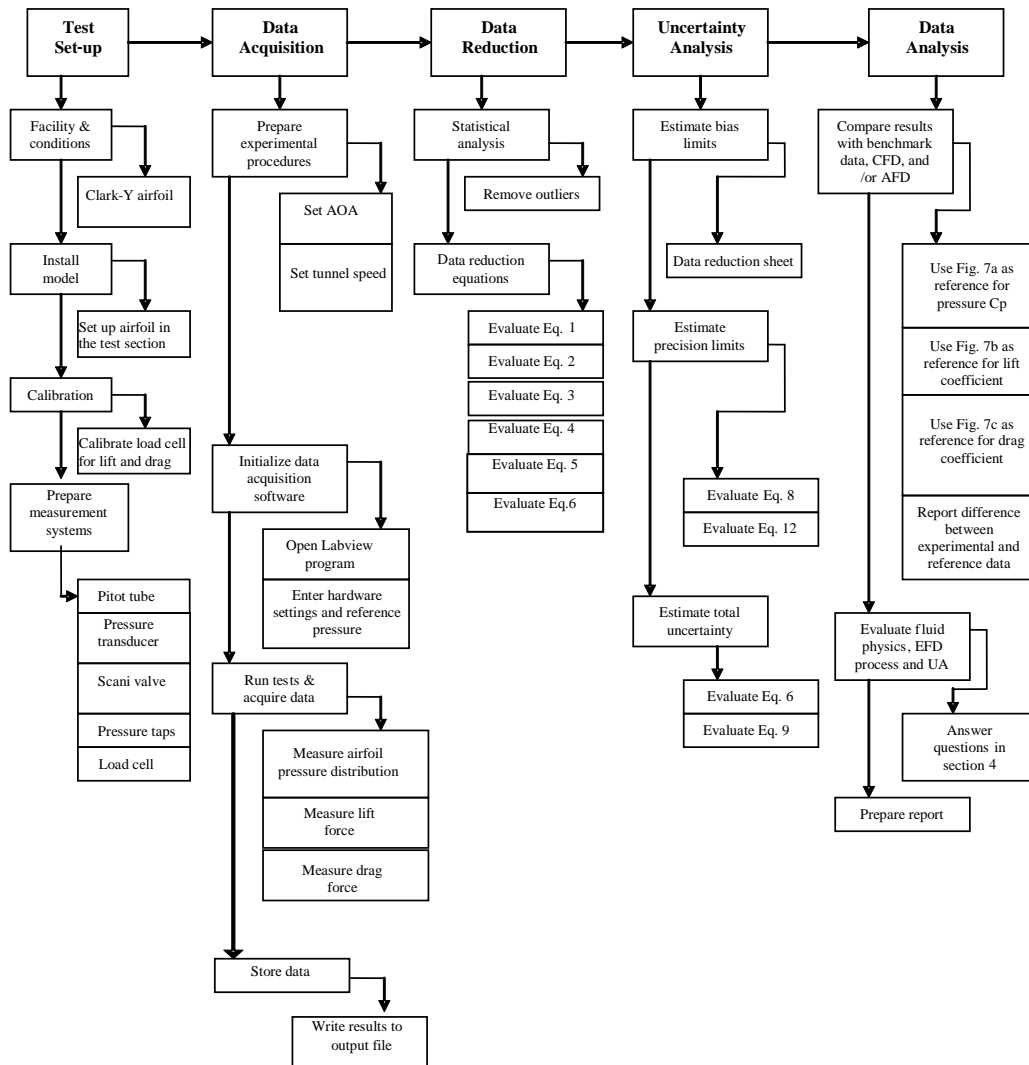 Test
Set-up
Data
Acquisition
Data
Reduction
Uncertainty
Analysis
Data
Analysis
Facility &
conditions
Clark-Y airfoil
Install
model
Set up airfoil in
the test section
Calibration
Calibrate load cell
for lift and drag
Prepare
measurement
systems
Pitot tube
Pressure
transducer
Scani valve
Pressure taps
Load cell
Prepare
experimental
procedures
Set AOA
Set tunnel speed
Initialize data
acquisition
software
Open Labview
program
Enter hardware
settings and reference
pressure
Run tests &
acquire data
Measure airfoil
pressure distribution
Measure lift
force
Measure drag
force
Store data
Write results to
output file
Statistical
analysis
Remove outliers
Data reduction
equations
Evaluate Eq. 1
Evaluate Eq. 2
Evaluate Eq. 3
Evaluate Eq. 4
Evaluate Eq. 5
Evaluate Eq.6
Estimate bias
limits
Data reduction sheet
Estimate
precision limits
Evaluate Eq. 8
Evaluate Eq. 12
Estimate total
uncertainty
Evaluate Eq. 6
Evaluate Eq. 9
Compare results
with benchmark
data, CFD, and
/or AFD
Use Fig. 7a as
reference for
pressure Cp
Use Fig. 7b as
reference for lift
coefficient
Use Fig. 7c as
reference for drag
coefficient
Report difference
between
experimental and
reference data
Evaluate fluid
physics, EFD
process and UA
Answer
questions in
section 4
Prepare report